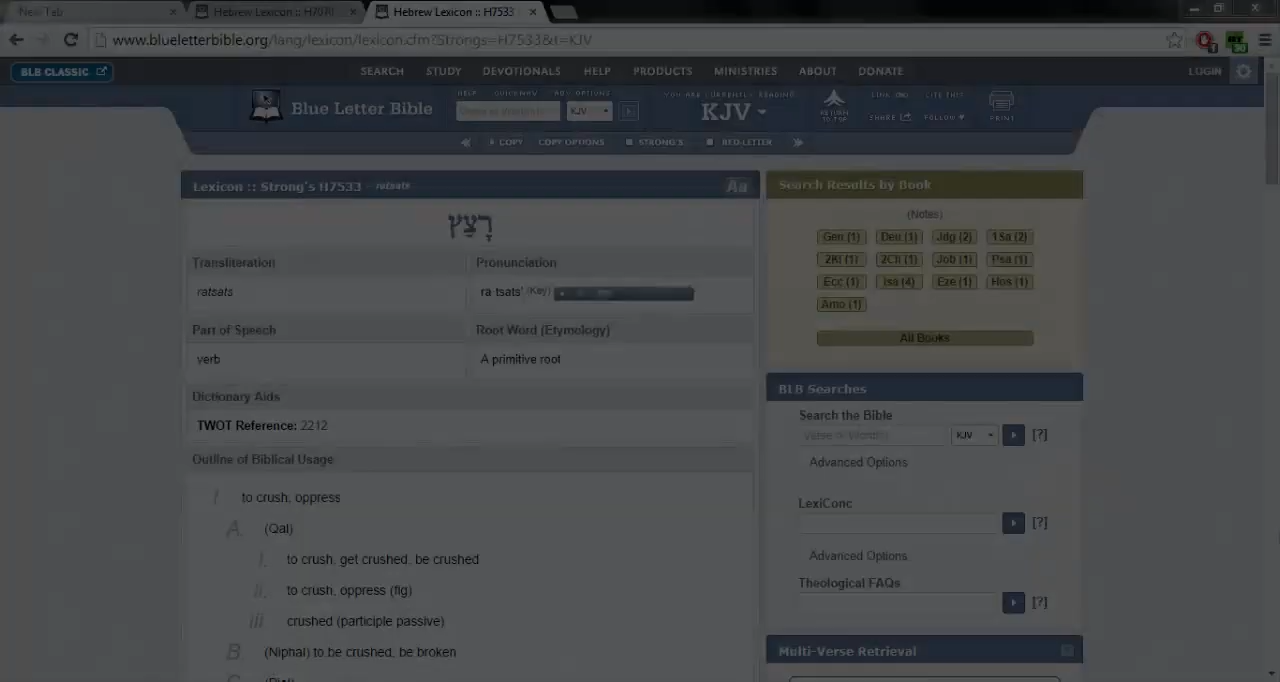 New Tab
Hebrew Lexicon :: H7070
Hebrew Lexicon :: H7533
www.blueletterbible.org/lang/lexicon/lexicon.cfm?Strongs=H7533&t=KJV
BLB CLASSIC
SEARCH STUDY DEVOTIONALS HELP PRODUCTS MINISTRIES ABOUT DONATE
LOGIN
Blue Letter Bible
HELP QUICKNAV ADV. OPTIONS
KJV
YOU ARE CURRENTLY READING
KJV
RETURN TO TOP
LINK TO CITE THIS
SHARE FOLLOW
PRINT
COPY COPY OPTIONS STRONG'S RED-LETTER
Lexicon :: Strong's H7533 - ratsats
Aa
רָצַץ
Transliteration
Pronunciation
ratsats
ra·tsats' (Key)
Part of Speech
Root Word (Etymology)
verb
A primitive root
Dictionary Aids
TWOT Reference: 2212
Outline of Biblical Usage
I. to crush, oppress
A. (Qal)
i. to crush, get crushed, be crushed
ii. to crush, oppress (fig)
iii. crushed (participle passive)
B. (Niphal) to be crushed, be broken
Search Results by Book
(Notes)
Gen (1) Deu (1) Jdg (2) 1Sa (2)
2Ki (1) 2Ch (1) Job (1) Psa (1)
Ecc (1) Isa (4) Eze (1) Hos (1)
Amo (1)
All Books
BLB Searches
Search the Bible
Verse or Word(s)
KJV
[?]
Advanced Options
LexiConc
[?]
Advanced Options
Theological FAQs
[?]
Multi-Verse Retrieval